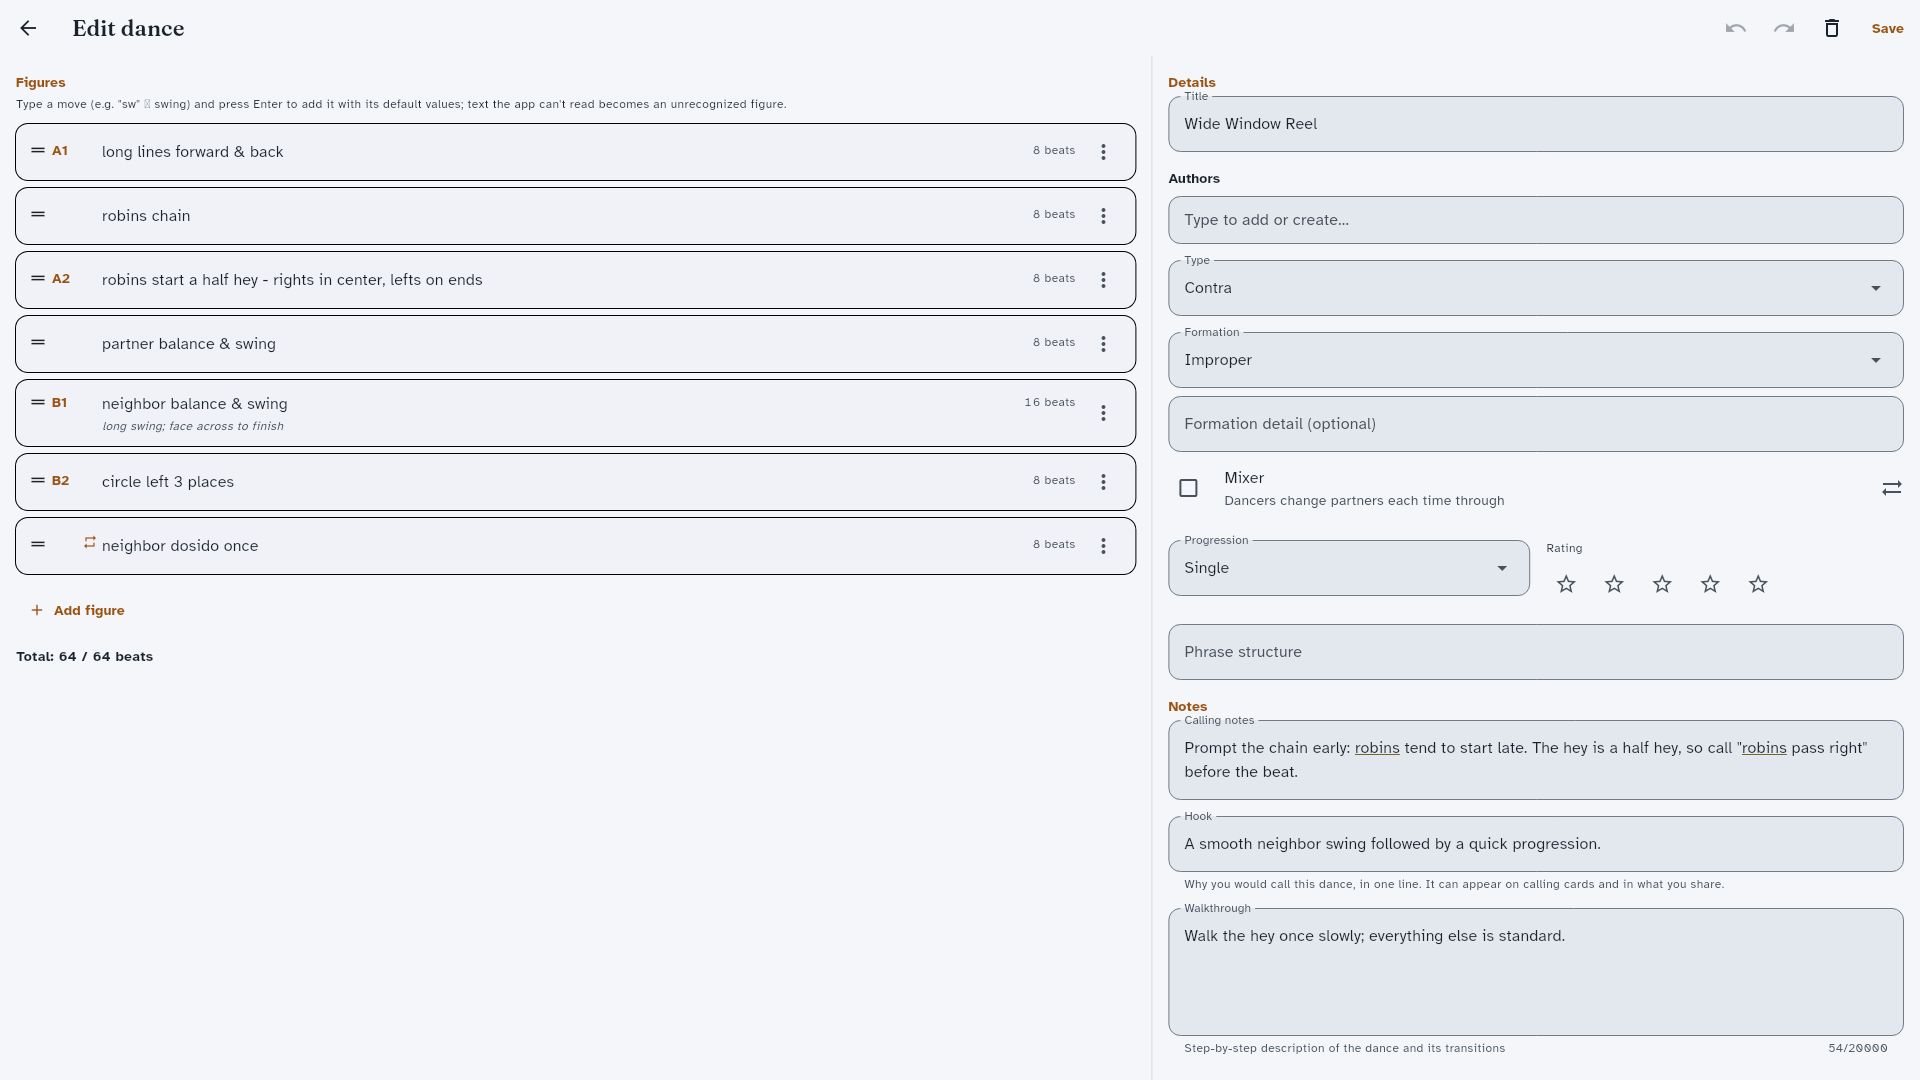 Edit dance
Save
Figures
Type a move (e.g. "sw" swing) and press Enter to add it with its default values; text the app can't read becomes an unrecognized figure.
A1 long lines forward & back 8 beats
robins chain 8 beats
A2 robins start a half hey - rights in center, lefts on ends 8 beats
partner balance & swing 8 beats
B1 neighbor balance & swing 16 beats
long swing; face across to finish
B2 circle left 3 places 8 beats
neighbor dosido once 8 beats
Add figure
Total: 64 / 64 beats
Details
Title
Wide Window Reel
Authors
Type to add or create...
Type
Contra
Formation
Improper
Formation detail (optional)
Mixer
Dancers change partners each time through
Progression
Single
Rating
Phrase structure
Notes
Calling notes
Prompt the chain early: robins tend to start late. The hey is a half hey, so call "robins pass right"
before the beat.
Hook
A smooth neighbor swing followed by a quick progression.
Why you would call this dance, in one line. It can appear on calling cards and in what you share.
Walkthrough
Walk the hey once slowly; everything else is standard.
Step-by-step description of the dance and its transitions 54/20000